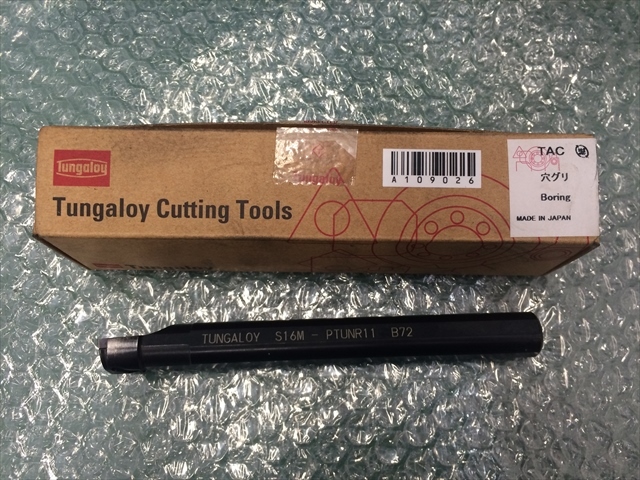 Tungaloy
Tungaloy Cutting Tools
A109026
TAC
穴グリ
Boring
MADE IN JAPAN
TUNGALOY S16M - PTUNR11 B72